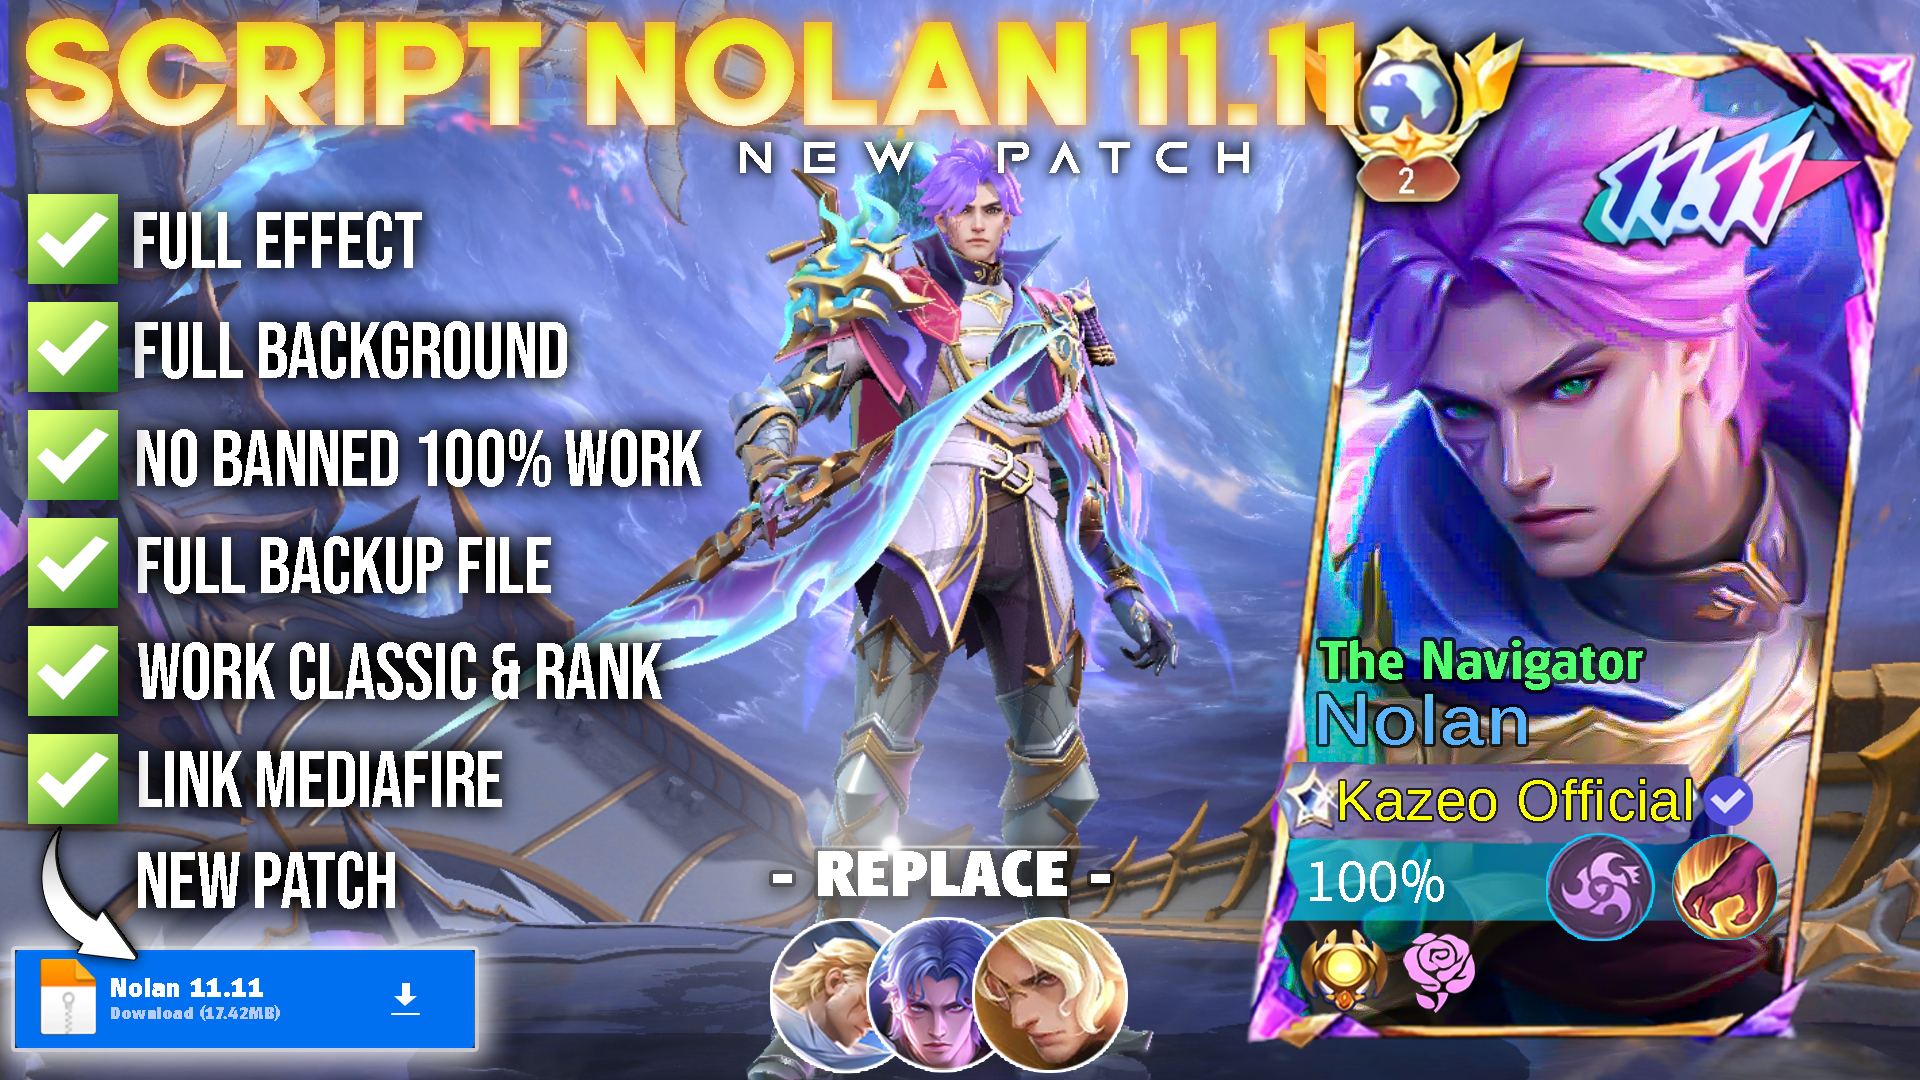 SCRIPT NOLAN 11.11
NEW PATCH
2
11.11
FULL EFFECT
FULL BACKGROUND
NO BANNED 100% WORK
FULL BACKUP FILE
WORK CLASSIC & RANK
LINK MEDIAFIRE
NEW PATCH
Nolan 11.11
Download (17.42MB)
- REPLACE -
The Navigator
Nolan
Kazeo Official
100%